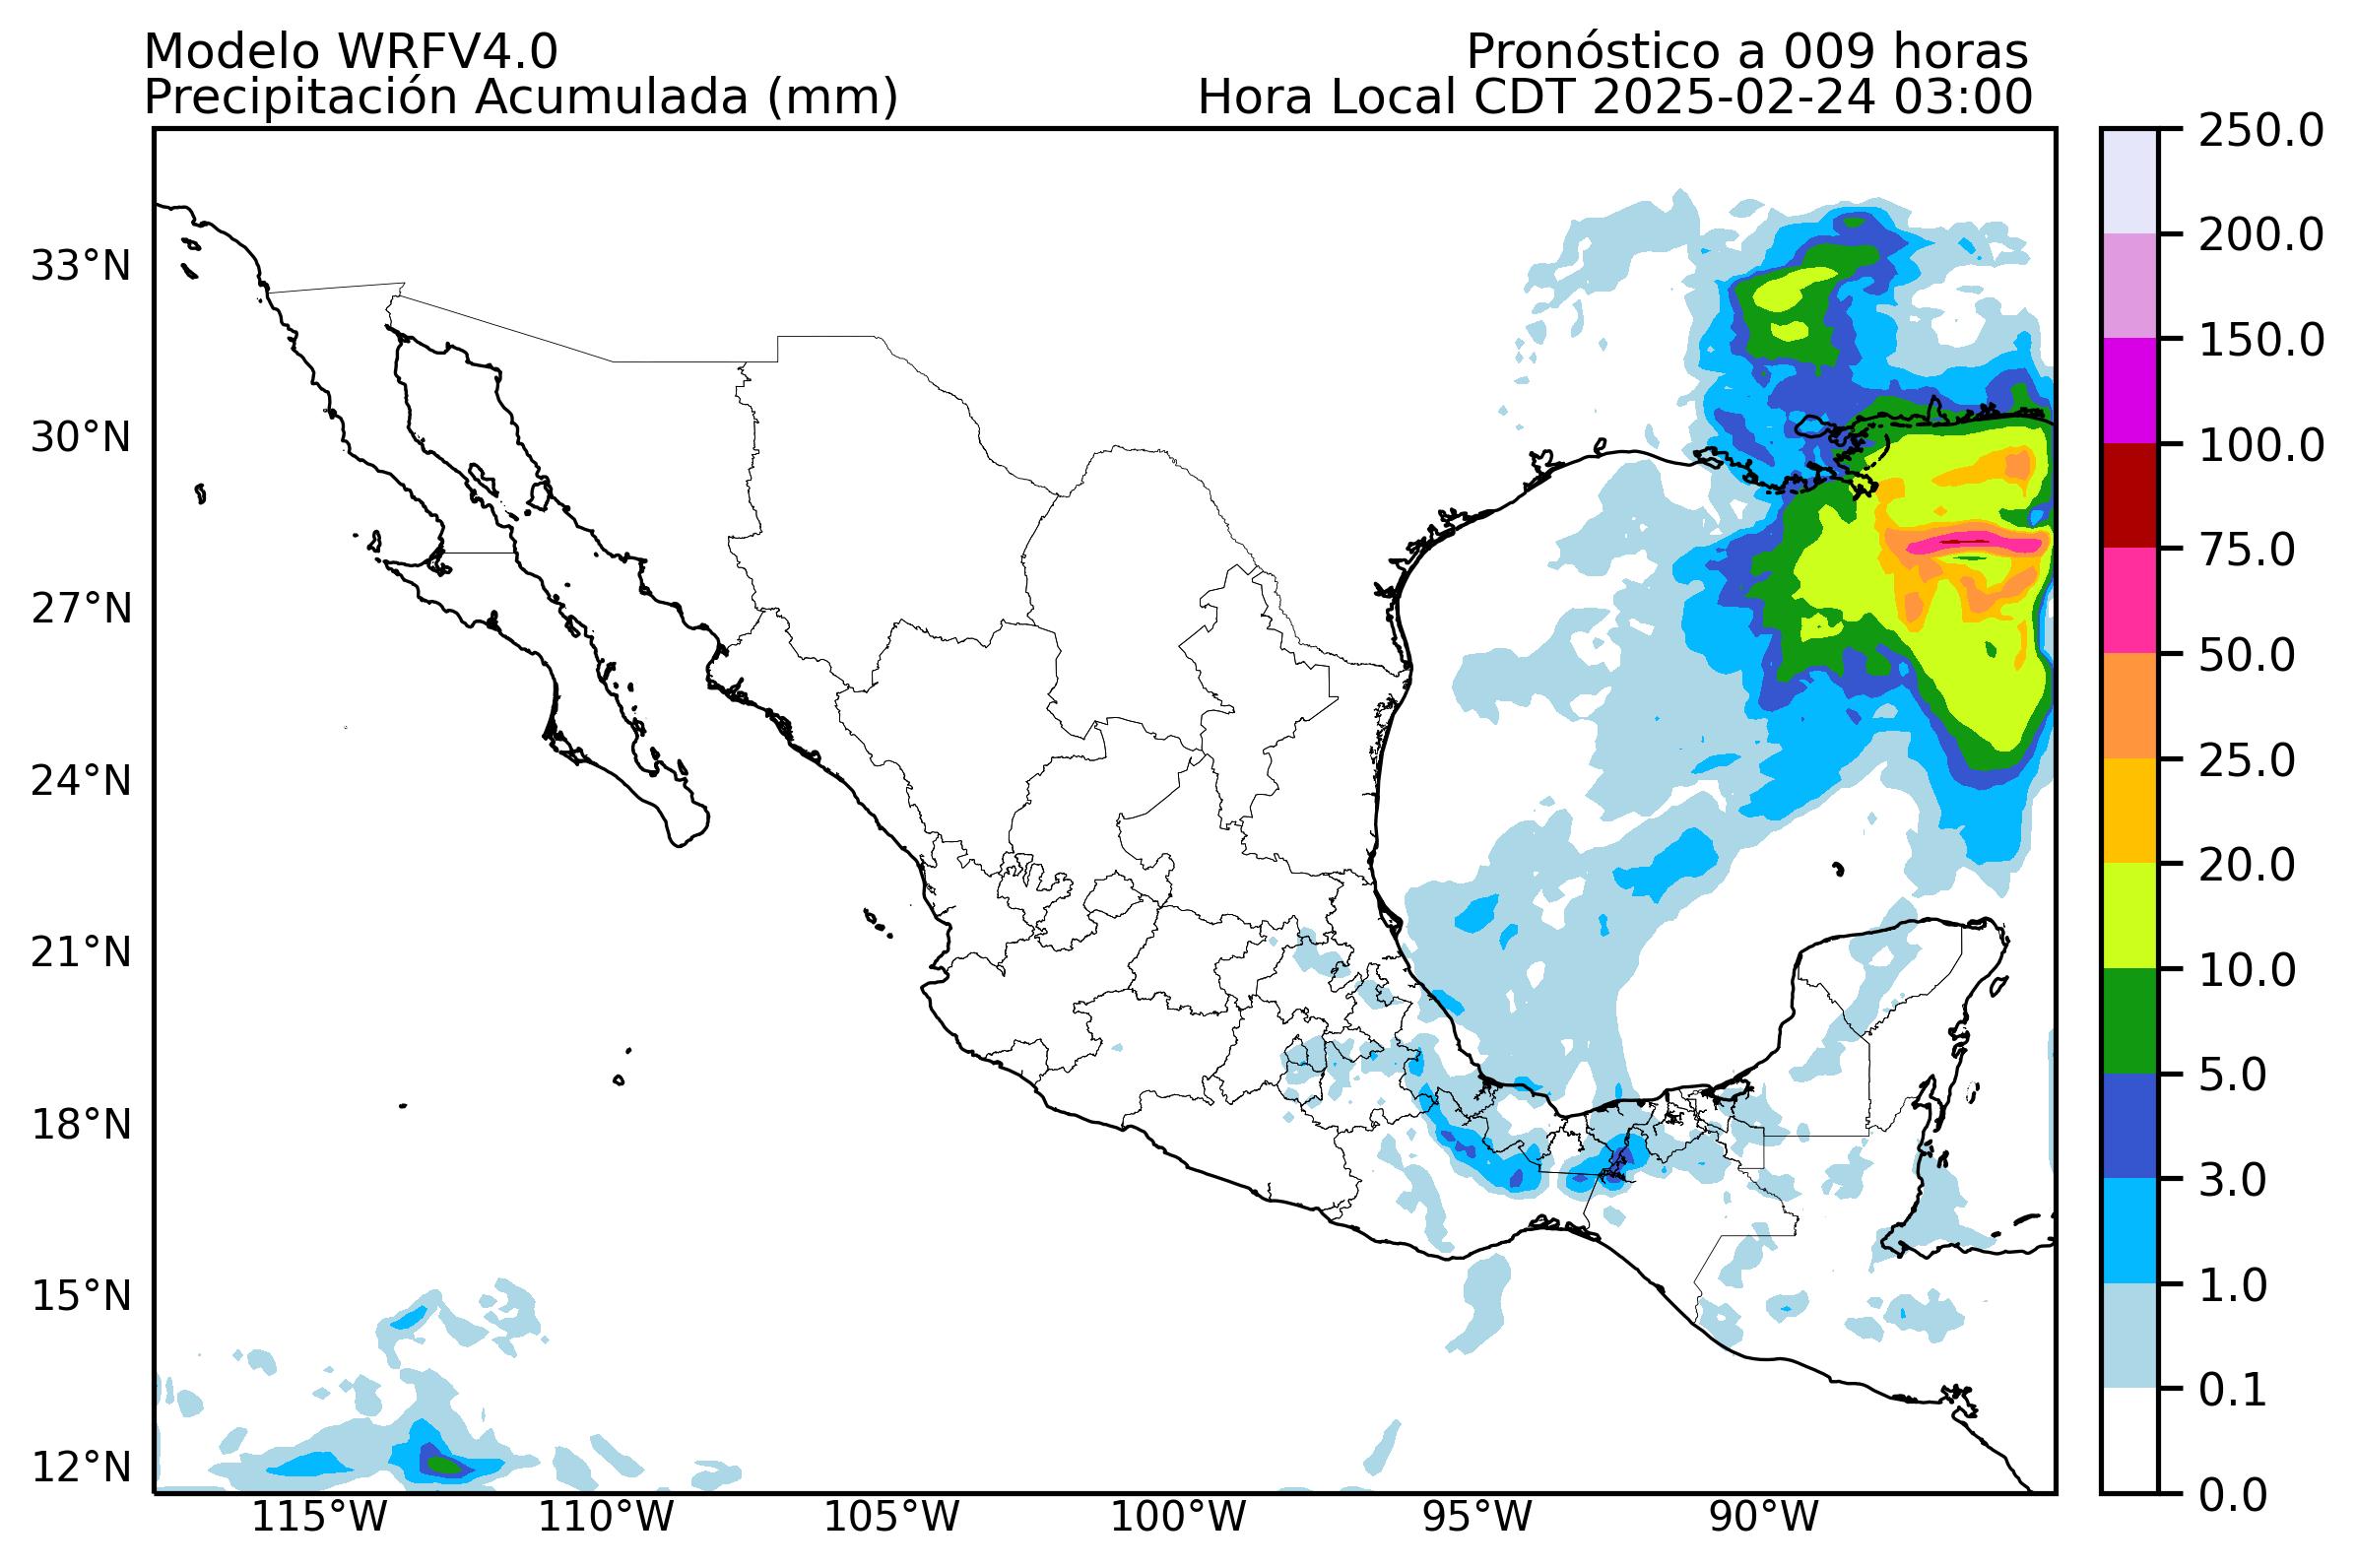 Modelo WRFV4.0
Pronóstico a 009 horas
Precipitación Acumulada (mm)
Hora Local CDT 2025-02-24 03:00
33°N
30°N
27°N
24°N
21°N
18°N
15°N
12°N
115°W
110°W
105°W
100°W
95°W
90°W
250.0
200.0
150.0
100.0
75.0
50.0
25.0
20.0
10.0
5.0
3.0
1.0
0.1
0.0